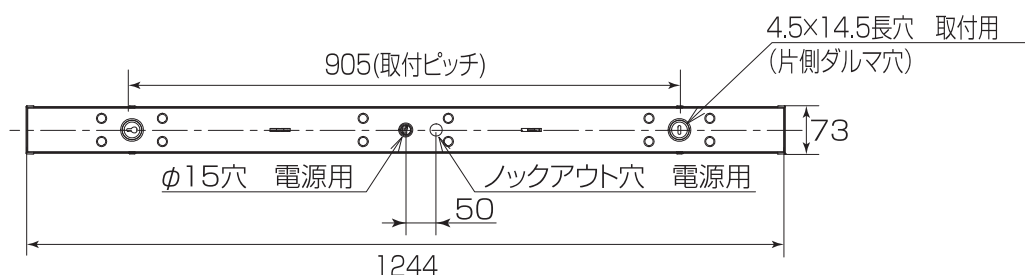 4.5×14.5長穴 取付用
(片側ダルマ穴)
905(取付ピッチ)
73
φ15穴 電源用
ノックアウト穴 電源用
50
1244